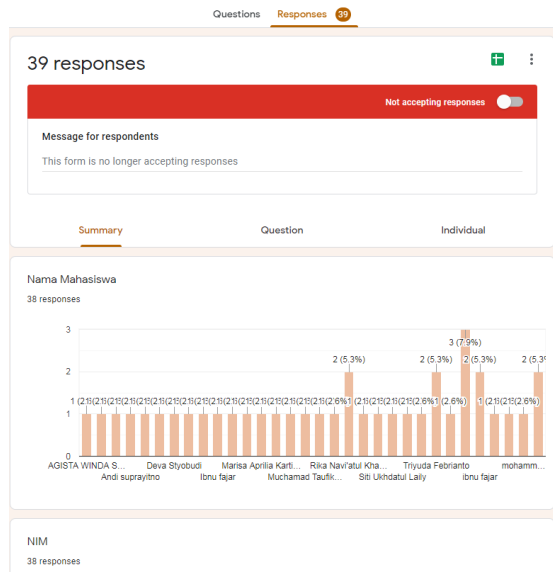 Questions Responses 39
39 responses
Not accepting responses
Message for respondents
This form is no longer accepting responses
Summary Question Individual
Nama Mahasiswa
38 responses
3
3 (7.9%)
2 (5.3%) 2 (5.3%) 2 (5.3%)
2
1 (2.6%)
1
0
AGISTA WINDA S... Deva Styobudi Marisa Aprilia Karti... Rika Navi'atul Kha... Triyuda Febrianto mohamm...
Andi suprayitno Ibnu fajar Muchamad Taufik... Siti Ukhdatul Laily ibnu fajar
NIM
38 responses